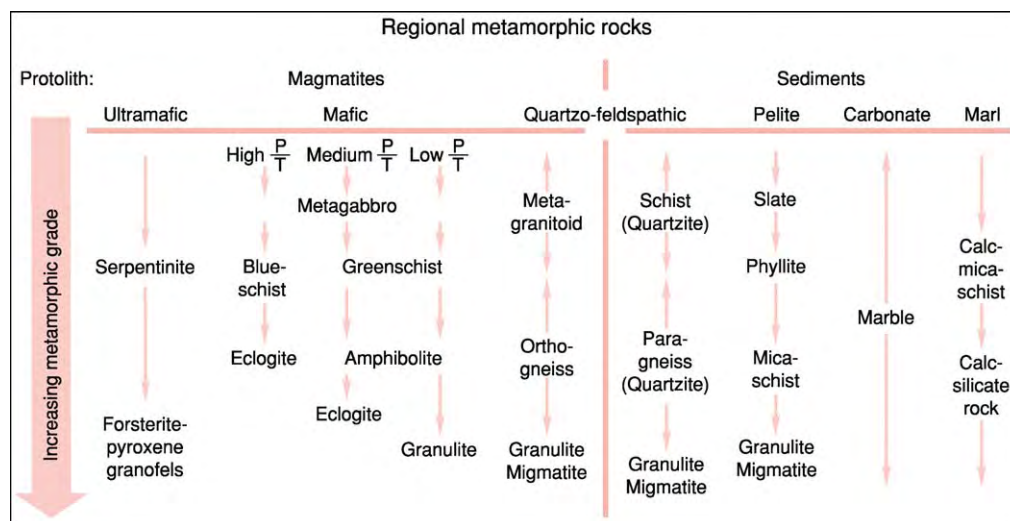 Regional metamorphic rocks
Protolith: Magmatites Sediments
Ultramafic Mafic Quartzo-feldspathic Pelite Carbonate Marl
High P/T Medium P/T Low P/T
Metagabbro
Meta-
granitoid
Schist
(Quartzite)
Slate
Serpentinite
Blue-
schist
Greenschist
Phyllite
Calc-
mica-
schist
Marble
Eclogite
Amphibolite
Ortho-
gneiss
Para-
gneiss
(Quartzite)
Mica-
schist
Calc-
silicate
rock
Eclogite
Forsterite-
pyroxene
granofels
Granulite
Granulite
Migmatite
Granulite
Migmatite
Granulite
Migmatite
Increasing metamorphic grade